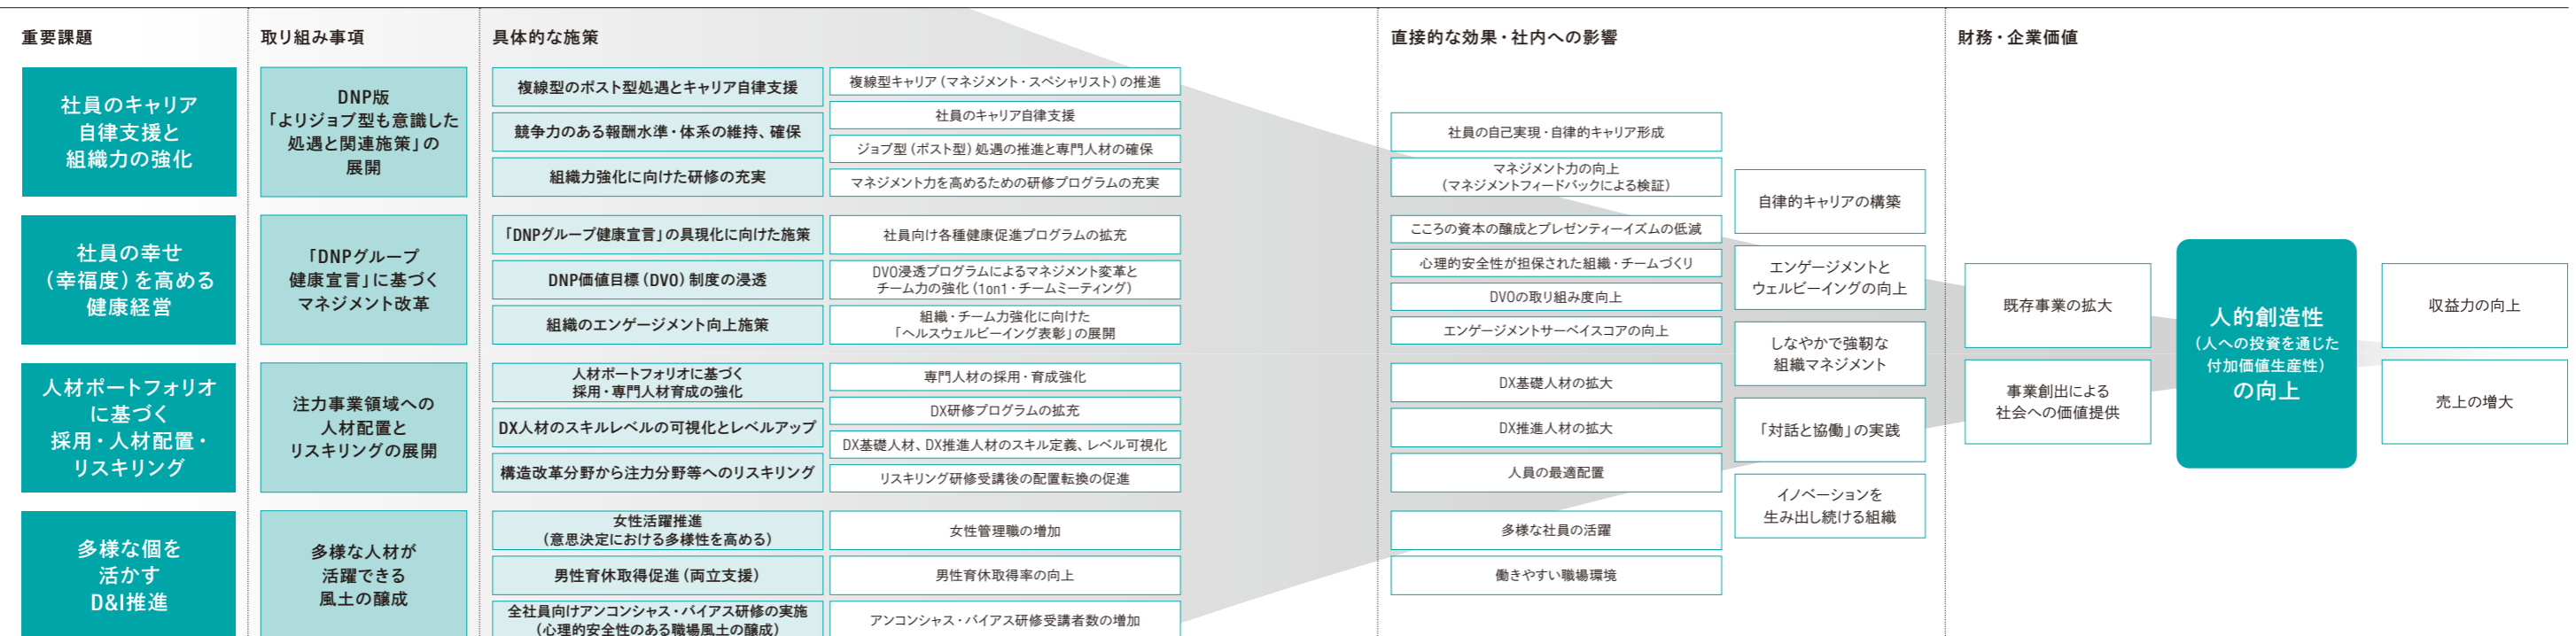 重要課題
取り組み事項
具体的な施策
直接的な効果・社内への影響
財務・企業価値
社員のキャリア
自律支援と
組織力の強化
DNP版
「よりジョブ型も意識した
処遇と関連施策」の
展開
複線型のポスト型処遇とキャリア自律支援
競争力のある報酬水準・体系の維持、確保
組織力強化に向けた研修の充実
複線型キャリア（マネジメント・スペシャリスト）の推進
社員のキャリア自律支援
ジョブ型（ポスト型）処遇の推進と専門人材の確保
マネジメント力を高めるための研修プログラムの充実
社員の幸せ
（幸福度）を高める
健康経営
「DNPグループ
健康宣言」に基づく
マネジメント改革
「DNPグループ健康宣言」の具現化に向けた施策
DNP価値目標（DVO）制度の浸透
組織のエンゲージメント向上施策
社員向け各種健康促進プログラムの拡充
DVO浸透プログラムによるマネジメント変革と
チーム力の強化（1on1・チームミーティング）
組織・チーム力強化に向けた
「ヘルスウェルビーイング表彰」の展開
人材ポートフォリオ
に基づく
採用・人材配置・
リスキリング
注力事業領域への
人材配置と
リスキリングの展開
人材ポートフォリオに基づく
採用・専門人材育成の強化
DX人材のスキルレベルの可視化とレベルアップ
構造改革分野から注力分野等へのリスキリング
専門人材の採用・育成強化
DX研修プログラムの拡充
DX基礎人材、DX推進人材のスキル定義、レベル可視化
リスキリング研修受講後の配置転換の促進
多様な個を
活かす
D&I推進
多様な人材が
活躍できる
風土の醸成
女性活躍推進
（意思決定における多様性を高める）
男性育休取得促進（両立支援）
全社員向けアンコンシャス・バイアス研修の実施
（心理的安全性のある職場風土の醸成）
女性管理職の増加
男性育休取得率の向上
アンコンシャス・バイアス研修受講者数の増加
社員の自己実現・自律的キャリア形成
マネジメント力の向上
（マネジメントフィードバックによる検証）
こころの資本の醸成とプレゼンティーイズムの低減
心理的安全性が担保された組織・チームづくり
DVOの取り組み度向上
エンゲージメントサーベイスコアの向上
DX基礎人材の拡大
DX推進人材の拡大
人員の最適配置
多様な社員の活躍
働きやすい職場環境
自律的キャリアの構築
エンゲージメントと
ウェルビーイングの向上
しなやかで強靭な
組織マネジメント
「対話と協働」の実践
イノベーションを
生み出し続ける組織
既存事業の拡大
事業創出による
社会への価値提供
人的創造性
（人への投資を通じた
付加価値生産性）
の向上
収益力の向上
売上の増大